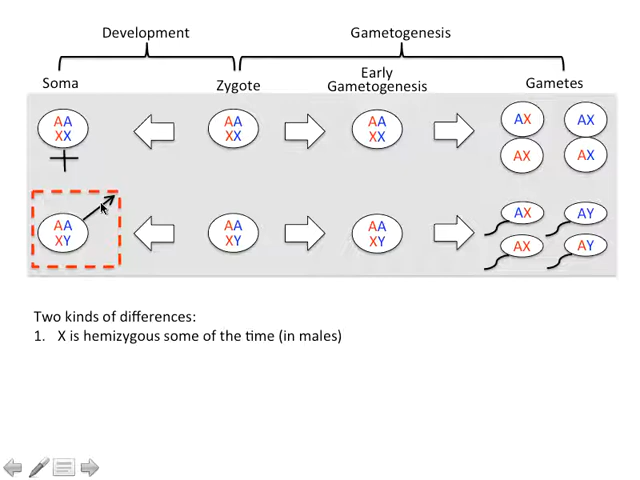 Development
Gametogenesis
Soma
Zygote
Early
Gametogenesis
Gametes
AA
XX
AA
XX
AA
XX
AX
AX
AX
AX
AA
XY
AA
XY
AA
XY
AX
AY
AX
AY
Two kinds of differences:
1. X is hemizygous some of the time (in males)